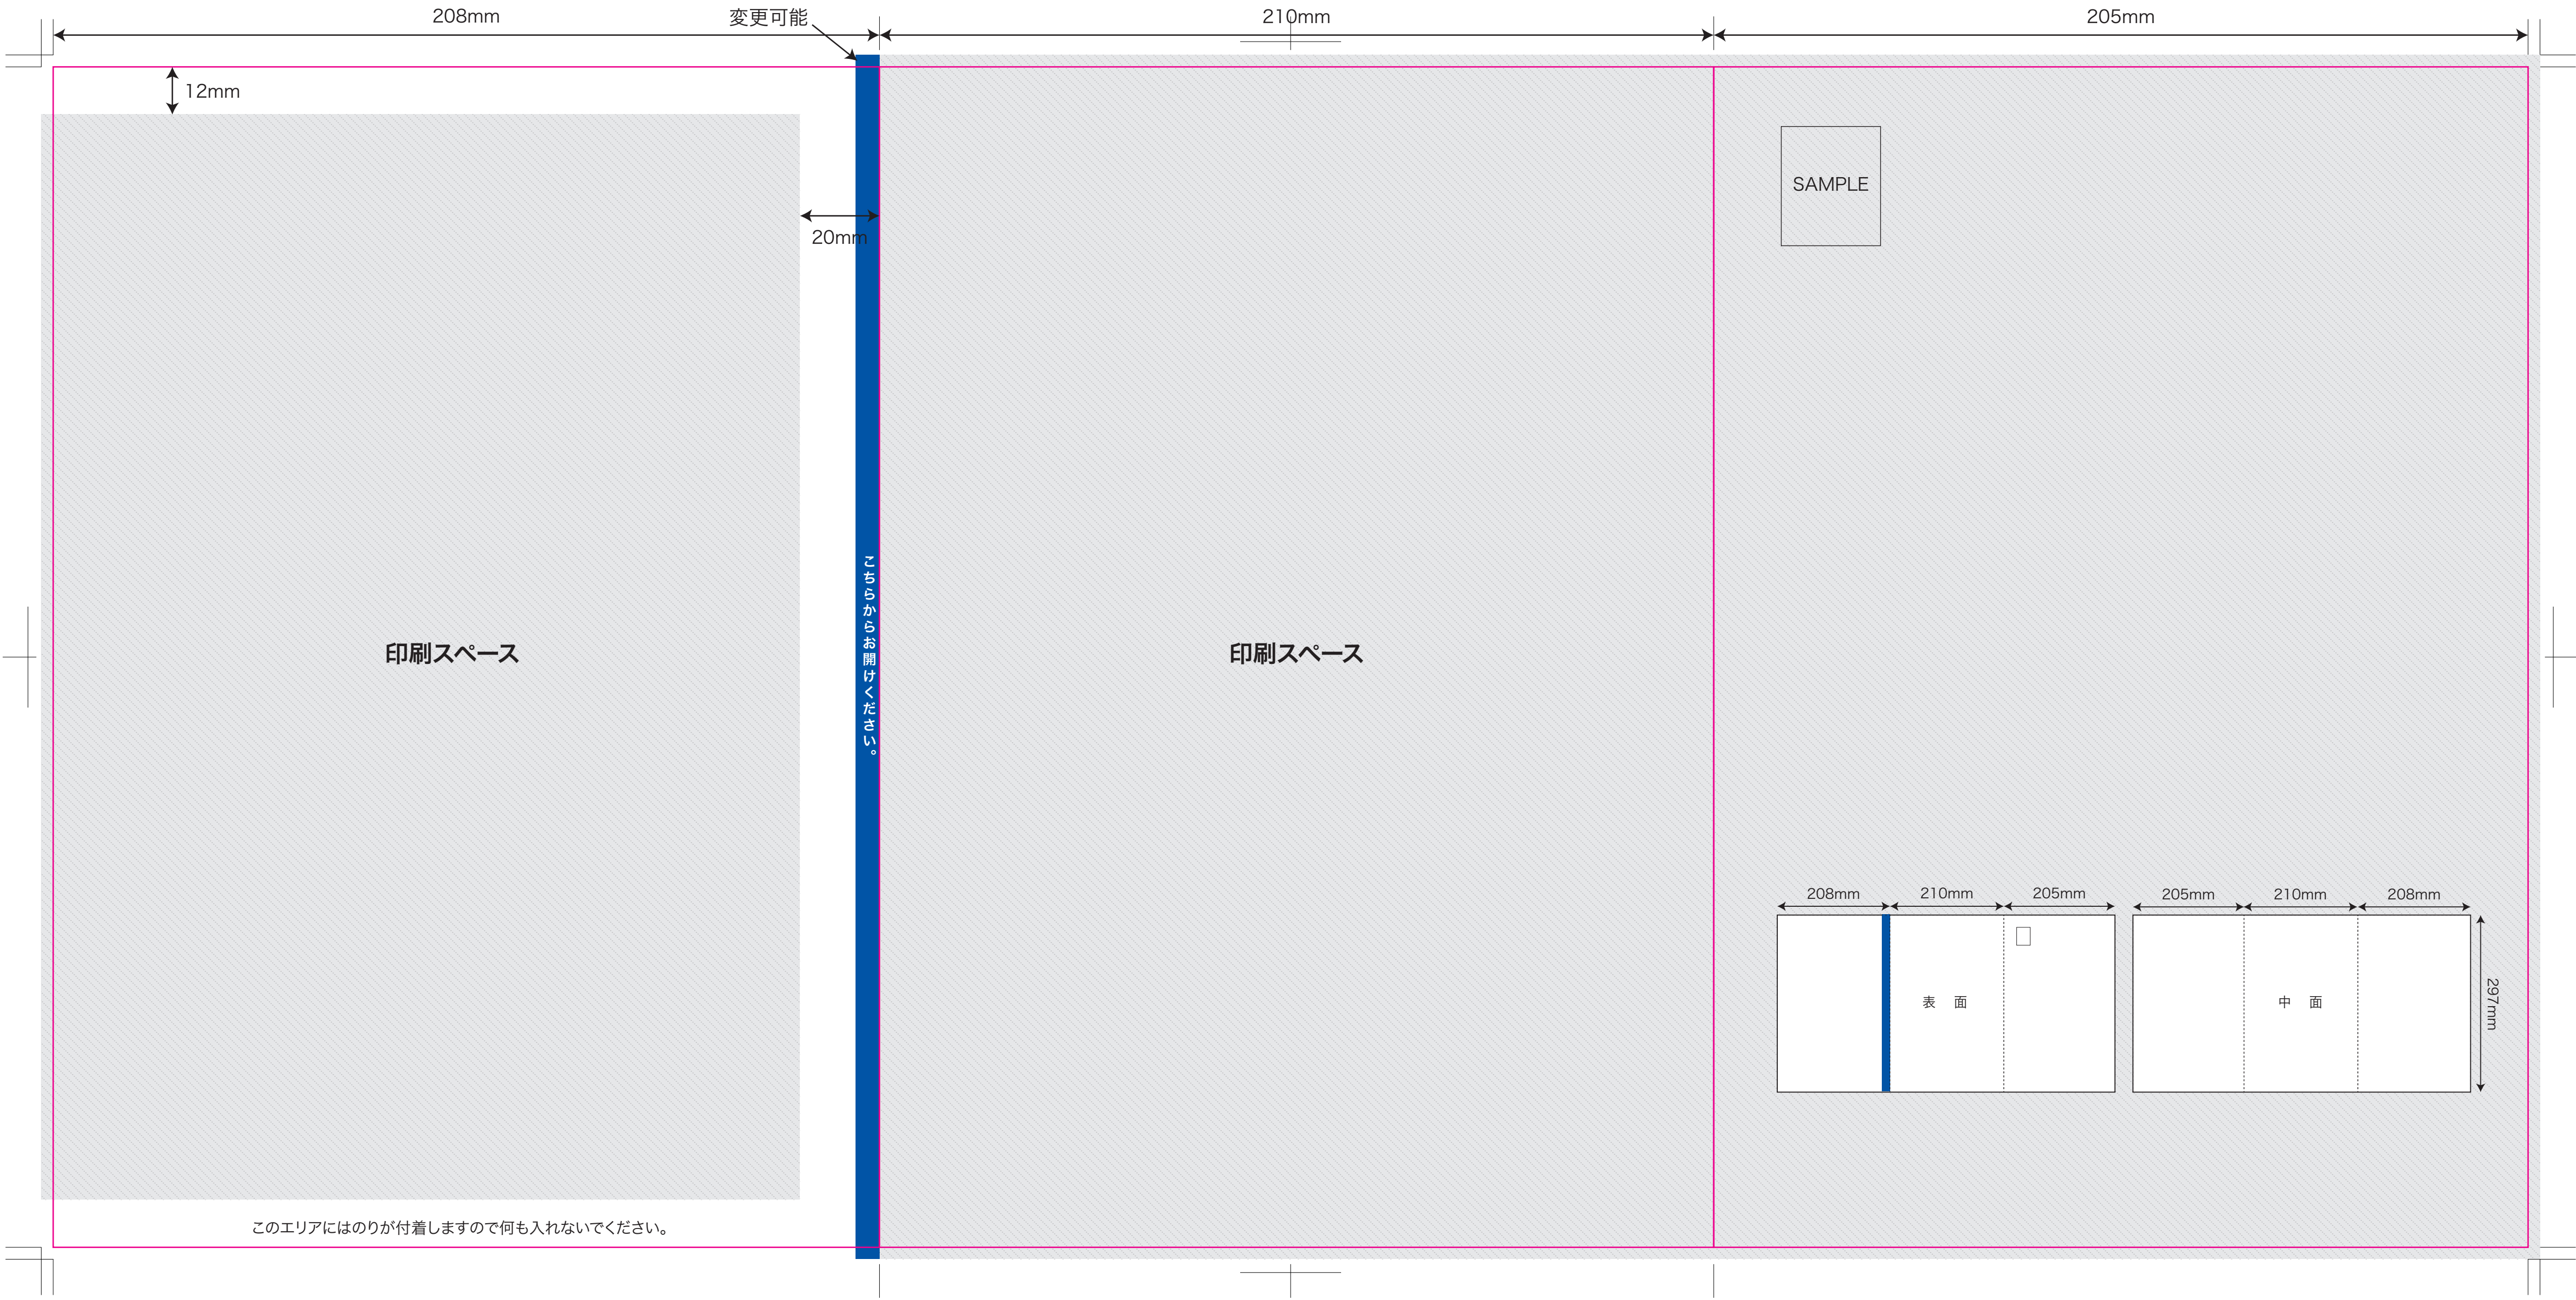 208mm
変更可能
210mm
205mm
12mm
SAMPLE
20mm
こちらからお開けください。
印刷スペース
印刷スペース
208mm
210mm
205mm
205mm
210mm
208mm
表 面
中 面
297mm
このエリアにはのりが付着しますので何も入れないでください。